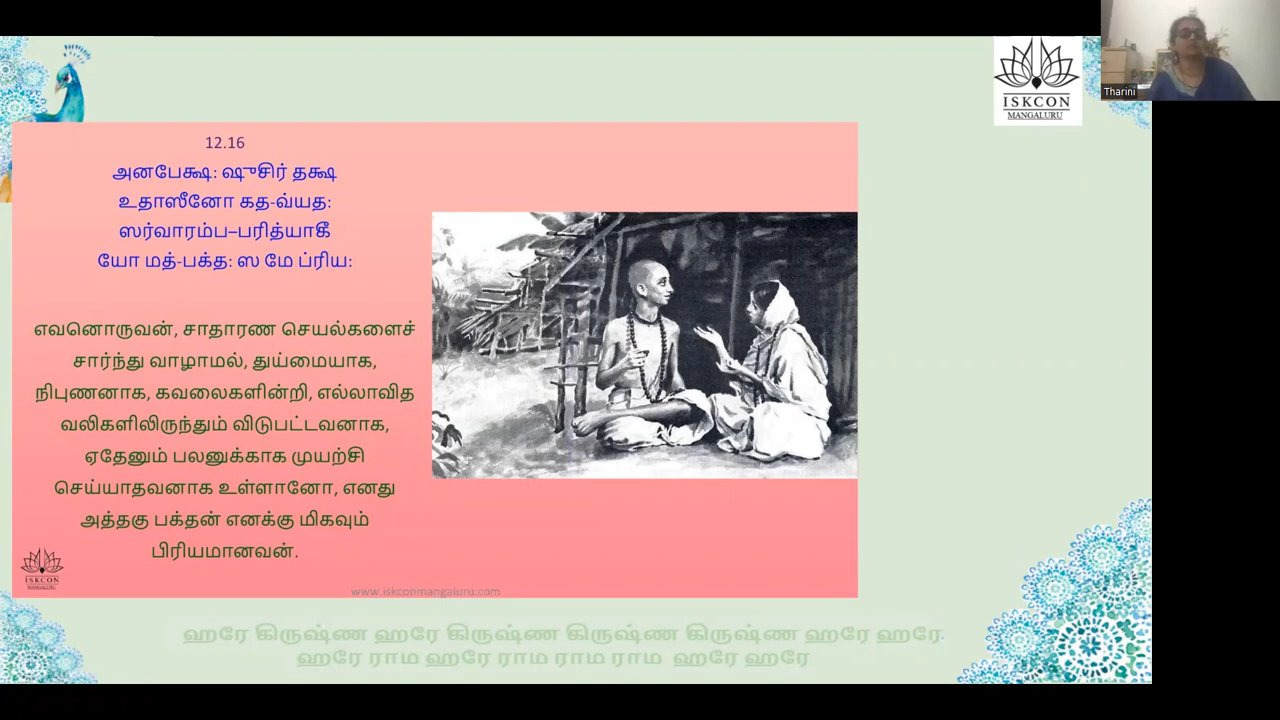 Tharini
ISKCON
MANGALURU
12.16
அனபேக்ஷ: ஷுசிர் தக்ஷ
உதாஸீனோ கத-வ்யத:
ஸர்வாரம்ப–பரித்யாகீ
யோ மத்-பக்த: ஸ மே ப்ரிய:
எவனொருவன், சாதாரண செயல்களைச்
சார்ந்து வாழாமல், துய்மையாக,
நிபுணனாக, கவலைகளின்றி, எல்லாவித
வலிகளிலிருந்தும் விடுபட்டவனாக,
ஏதேனும் பலனுக்காக முயற்சி
செய்யாதவனாக உள்ளானோ, எனது
அத்தகு பக்தன் எனக்கு மிகவும்
பிரியமானவன்.
ISKCON
MANGALURU
www.iskconmangaluru.com
ஹரே கிருஷ்ண ஹரே கிருஷ்ண கிருஷ்ண கிருஷ்ண ஹரே ஹரே.
ஹரே ராம ஹரே ராம ராம ராம ஹரே ஹரே